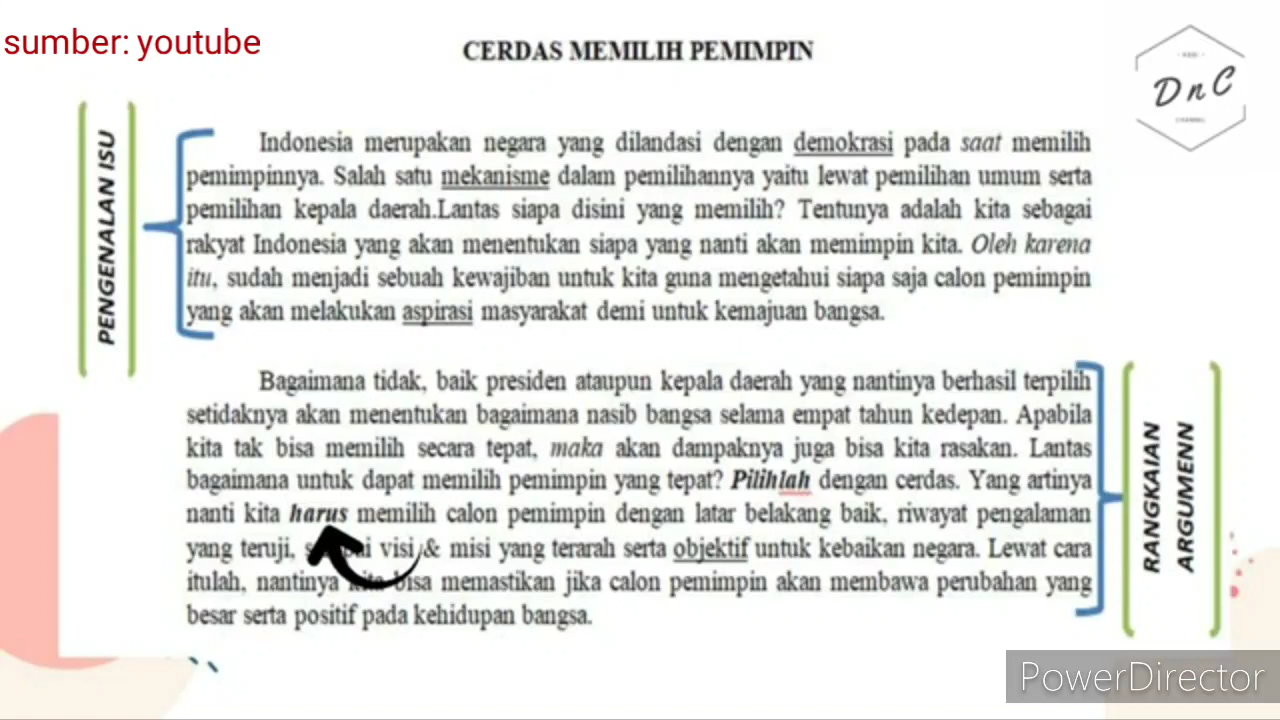 sumber: youtube
CERDAS MEMILIH PEMIMPIN
DnC
PENGENALAN ISU
Indonesia merupakan negara yang dilandasi dengan demokrasi pada saat memilih
pemimpinnya. Salah satu mekanisme dalam pemilihannya yaitu lewat pemilihan umum serta
pemilihan kepala daerah.Lantas siapa disini yang memilih? Tentunya adalah kita sebagai
rakyat Indonesia yang akan menentukan siapa yang nanti akan memimpin kita. Oleh karena
itu, sudah menjadi sebuah kewajiban untuk kita guna mengetahui siapa saja calon pemimpin
yang akan melakukan aspirasi masyarakat demi untuk kemajuan bangsa.
Bagaimana tidak, baik presiden ataupun kepala daerah yang nantinya berhasil terpilih
setidaknya akan menentukan bagaimana nasib bangsa selama empat tahun kedepan. Apabila
kita tak bisa memilih secara tepat, maka akan dampaknya juga bisa kita rasakan. Lantas
bagaimana untuk dapat memilih pemimpin yang tepat? Pilihlah dengan cerdas. Yang artinya
nanti kita harus memilih calon pemimpin dengan latar belakang baik, riwayat pengalaman
yang teruji, visi & misi yang terarah serta objektif untuk kebaikan negara. Lewat cara
itulah, nantinya kita bisa memastikan jika calon pemimpin akan membawa perubahan yang
besar serta positif pada kehidupan bangsa.
RANGKAIAN
ARGUMENN
PowerDirector